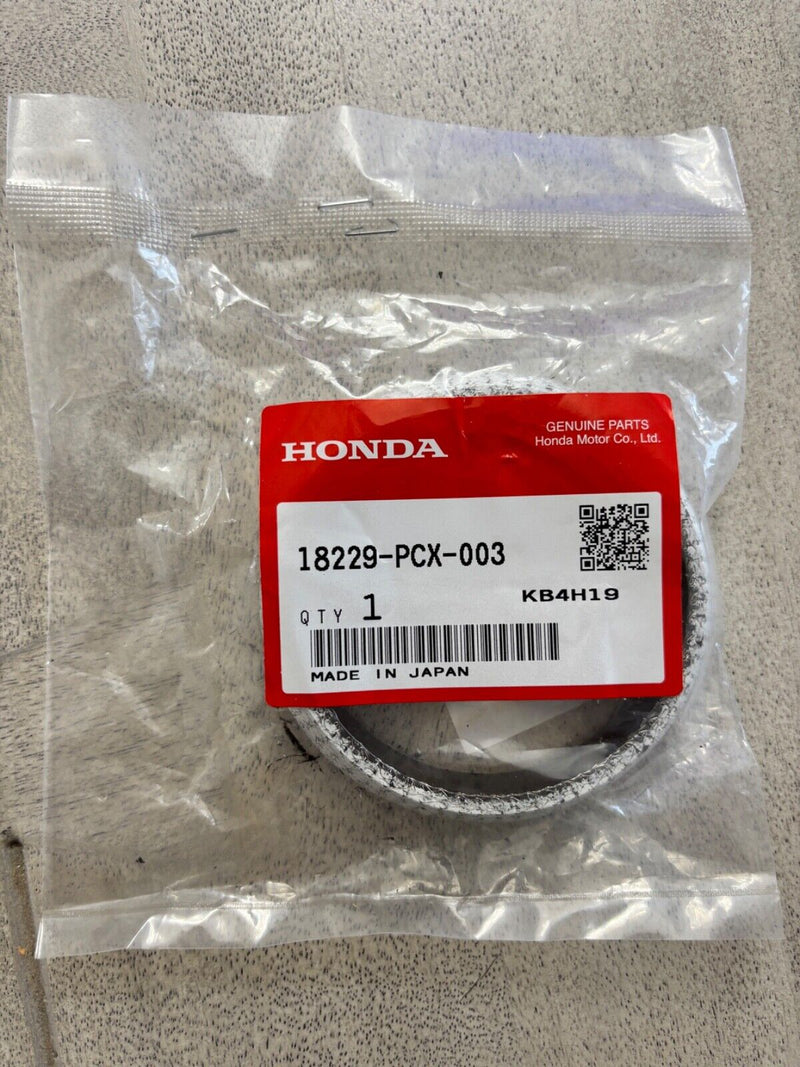 HONDA
GENUINE PARTS
Honda Motor Co., Ltd.
18229-PCX-003
KB4H19
QTY 1
MADE IN JAPAN